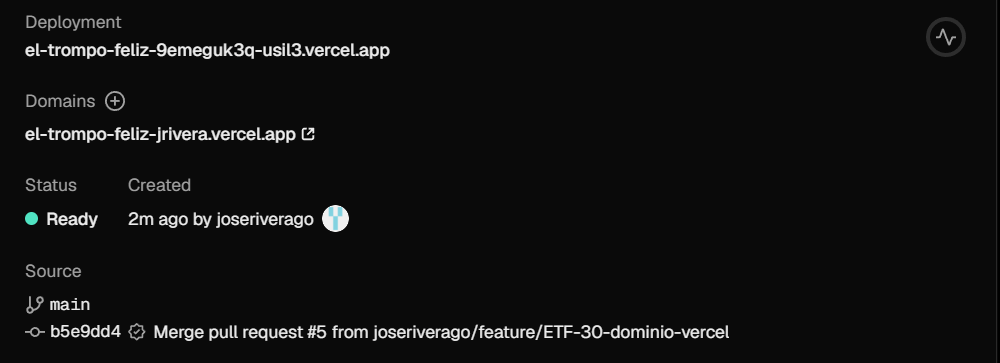 Deployment
el-trompo-feliz-9emeguk3q-usil3.vercel.app
Domains
el-trompo-feliz-jrivera.vercel.app
Status Created
Ready 2m ago by joseriverago
Source
main
b5e9dd4 Merge pull request #5 from joseriverago/feature/ETF-30-dominio-vercel